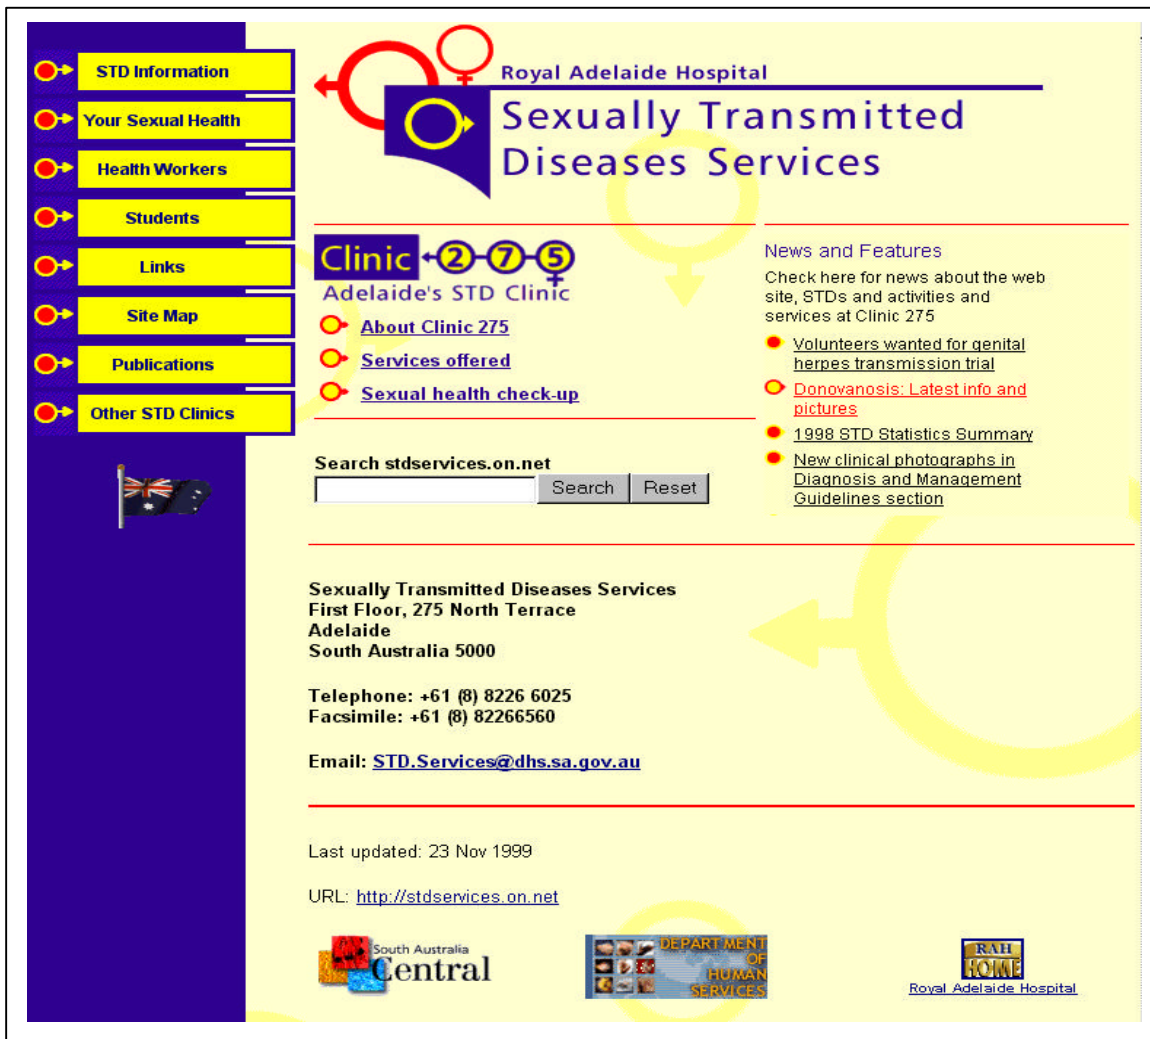 STD Information
Your Sexual Health
Health Workers
Students
Links
Site Map
Publications
Other STD Clinics
Royal Adelaide Hospital
Sexually Transmitted
Diseases Services
Clinic 2-7-5
Adelaide's STD Clinic
About Clinic 275
Services offered
Sexual health check-up
News and Features
Check here for news about the web
site, STDs and activities and
services at Clinic 275
Volunteers wanted for genital
herpes transmission trial
Donovanosis: Latest info and
pictures
1998 STD Statistics Summary
New clinical photographs in
Diagnosis and Management
Guidelines section
Search stdservices.on.net
Search Reset
Sexually Transmitted Diseases Services
First Floor, 275 North Terrace
Adelaide
South Australia 5000
Telephone: +61 (8) 8226 6025
Facsimile: +61 (8) 82266560
Email: STD.Services@dhs.sa.gov.au
Last updated: 23 Nov 1999
URL: http://stdservices.on.net
South Australia
Central
DEPARTMENT
OF
HUMAN
SERVICES
RAH
HOME
Royal Adelaide Hospital